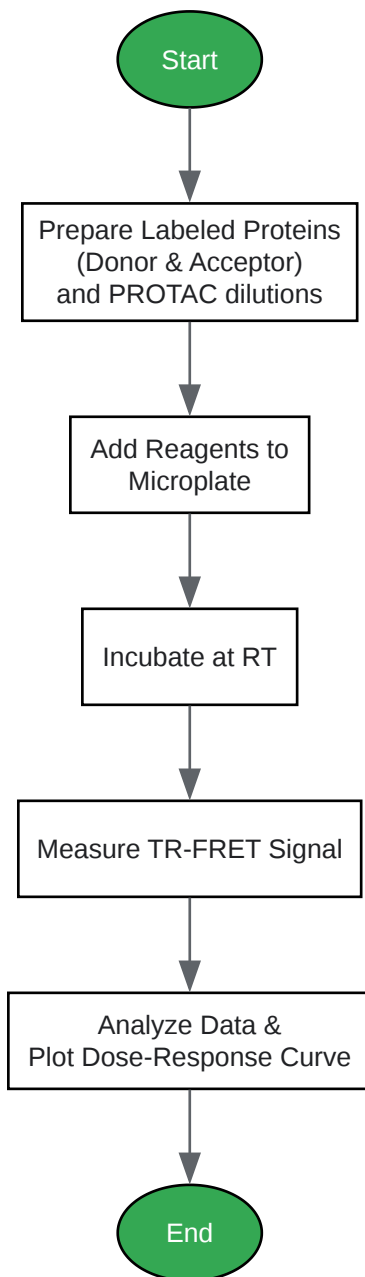 Start
Prepare Labeled Proteins
(Donor & Acceptor)
and PROTAC dilutions
Add Reagents to
Microplate
Incubate at RT
Measure TR-FRET Signal
Analyze Data &
Plot Dose-Response Curve
End